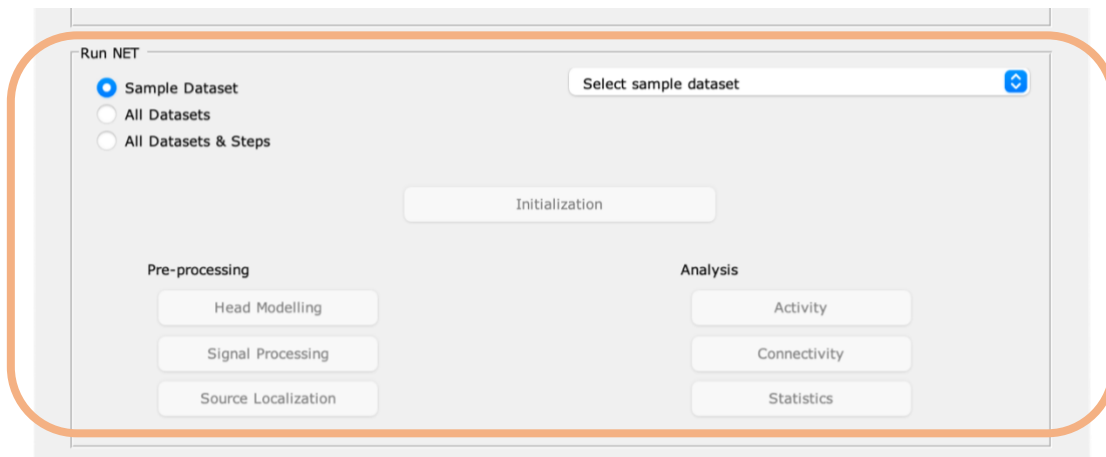 Run NET
Sample Dataset
Select sample dataset
All Datasets
All Datasets & Steps
Initialization
Pre-processing
Analysis
Head Modelling
Activity
Signal Processing
Connectivity
Source Localization
Statistics